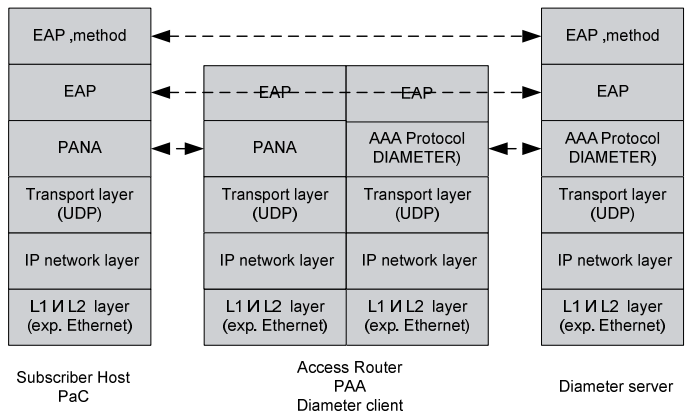 EAP ,method
EAP
PANA
Transport layer
(UDP)
IP network layer
L1 И L2 layer
(exp. Ethernet)
Subscriber Host
PaC
EAP
PANA
Transport layer
(UDP)
IP network layer
L1 И L2 layer
(exp. Ethernet)
EAP
AAA Protocol
DIAMETER)
Transport layer
(UDP)
IP network layer
L1 И L2 layer
(exp. Ethernet)
Access Router
PAA
Diameter client
EAP ,method
EAP
AAA Protocol
DIAMETER)
Transport layer
(UDP)
IP network layer
L1 И L2 layer
(exp. Ethernet)
Diameter server